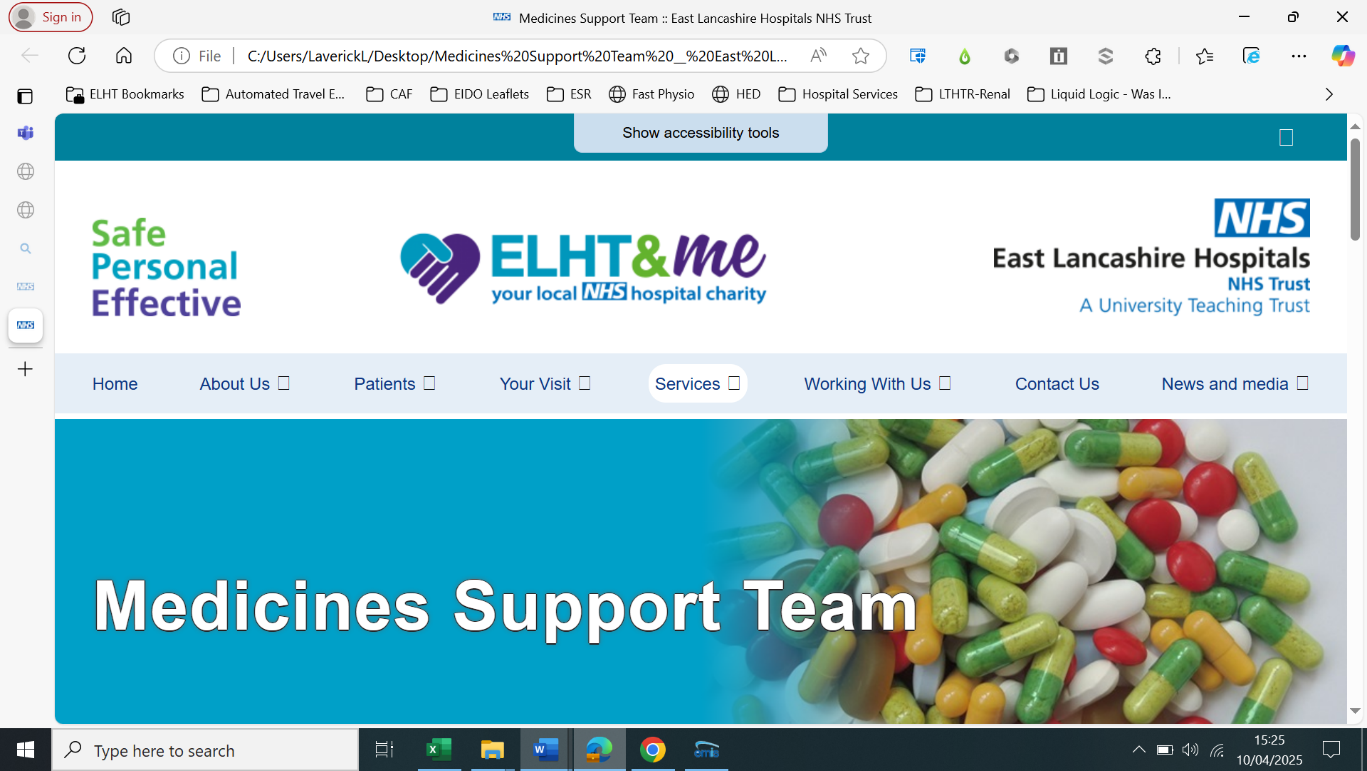 Sign in
Medicines Support Team :: East Lancashire Hospitals NHS Trust
File
C:/Users/LaverickL/Desktop/Medicines%20Support%20Team%20__%20East%20L...
ELHT Bookmarks
Automated Travel E...
CAF
EIDO Leaflets
ESR
Fast Physio
HED
Hospital Services
LTHTR-Renal
Liquid Logic - Was I...
Show accessibility tools
Safe
Personal
Effective
ELHT&me
your local NHS hospital charity
NHS
East Lancashire Hospitals
NHS Trust
A University Teaching Trust
Home
About Us
Patients
Your Visit
Services
Working With Us
Contact Us
News and media
Medicines Support Team
Type here to search
15:25
10/04/2025